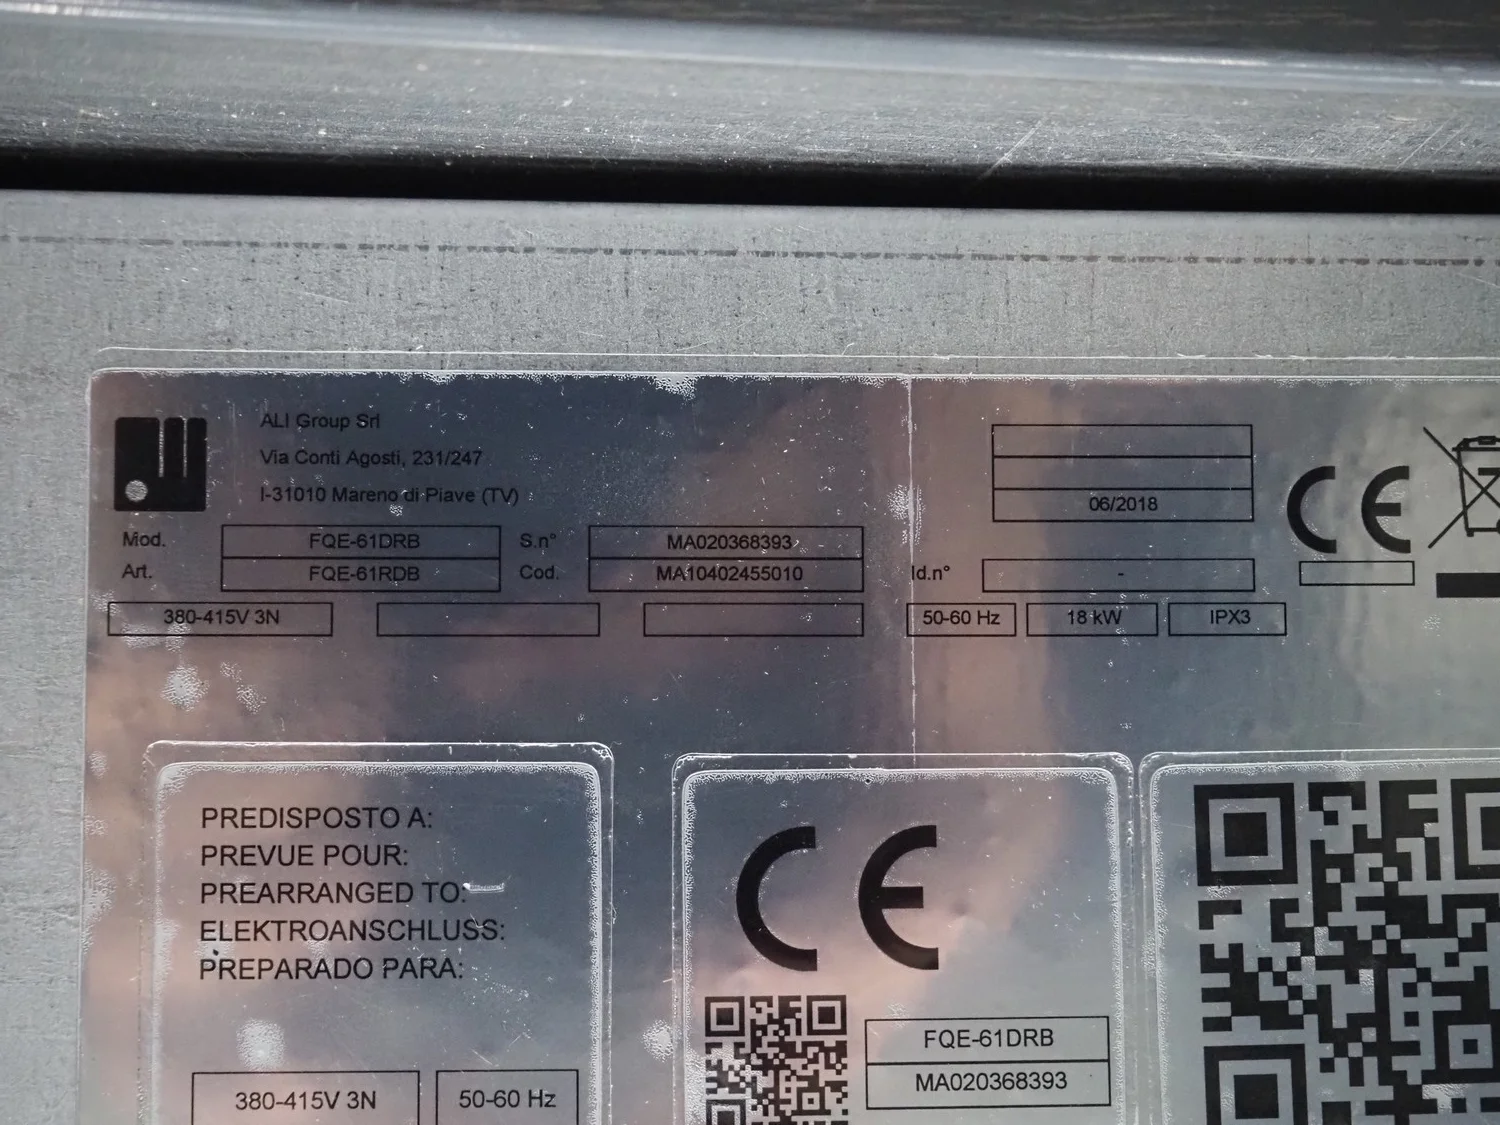 ALI Group Srl
Via Conti Agosti, 231/247
I-31010 Mareno di Piave (TV)
06/2018
CE
Mod. FQE-61DRB S.n° MA020368393
Art. FQE-61RDB Cod. MA10402455010 Id.n° -
380-415V 3N 50-60 Hz 18 kW IPX3
PREDISPOSTO A:
PREVUE POUR:
PREARRANGED TO:
ELEKTROANSCHLUSS:
PREPARADO PARA:
380-415V 3N 50-60 Hz
CE
FQE-61DRB
MA020368393